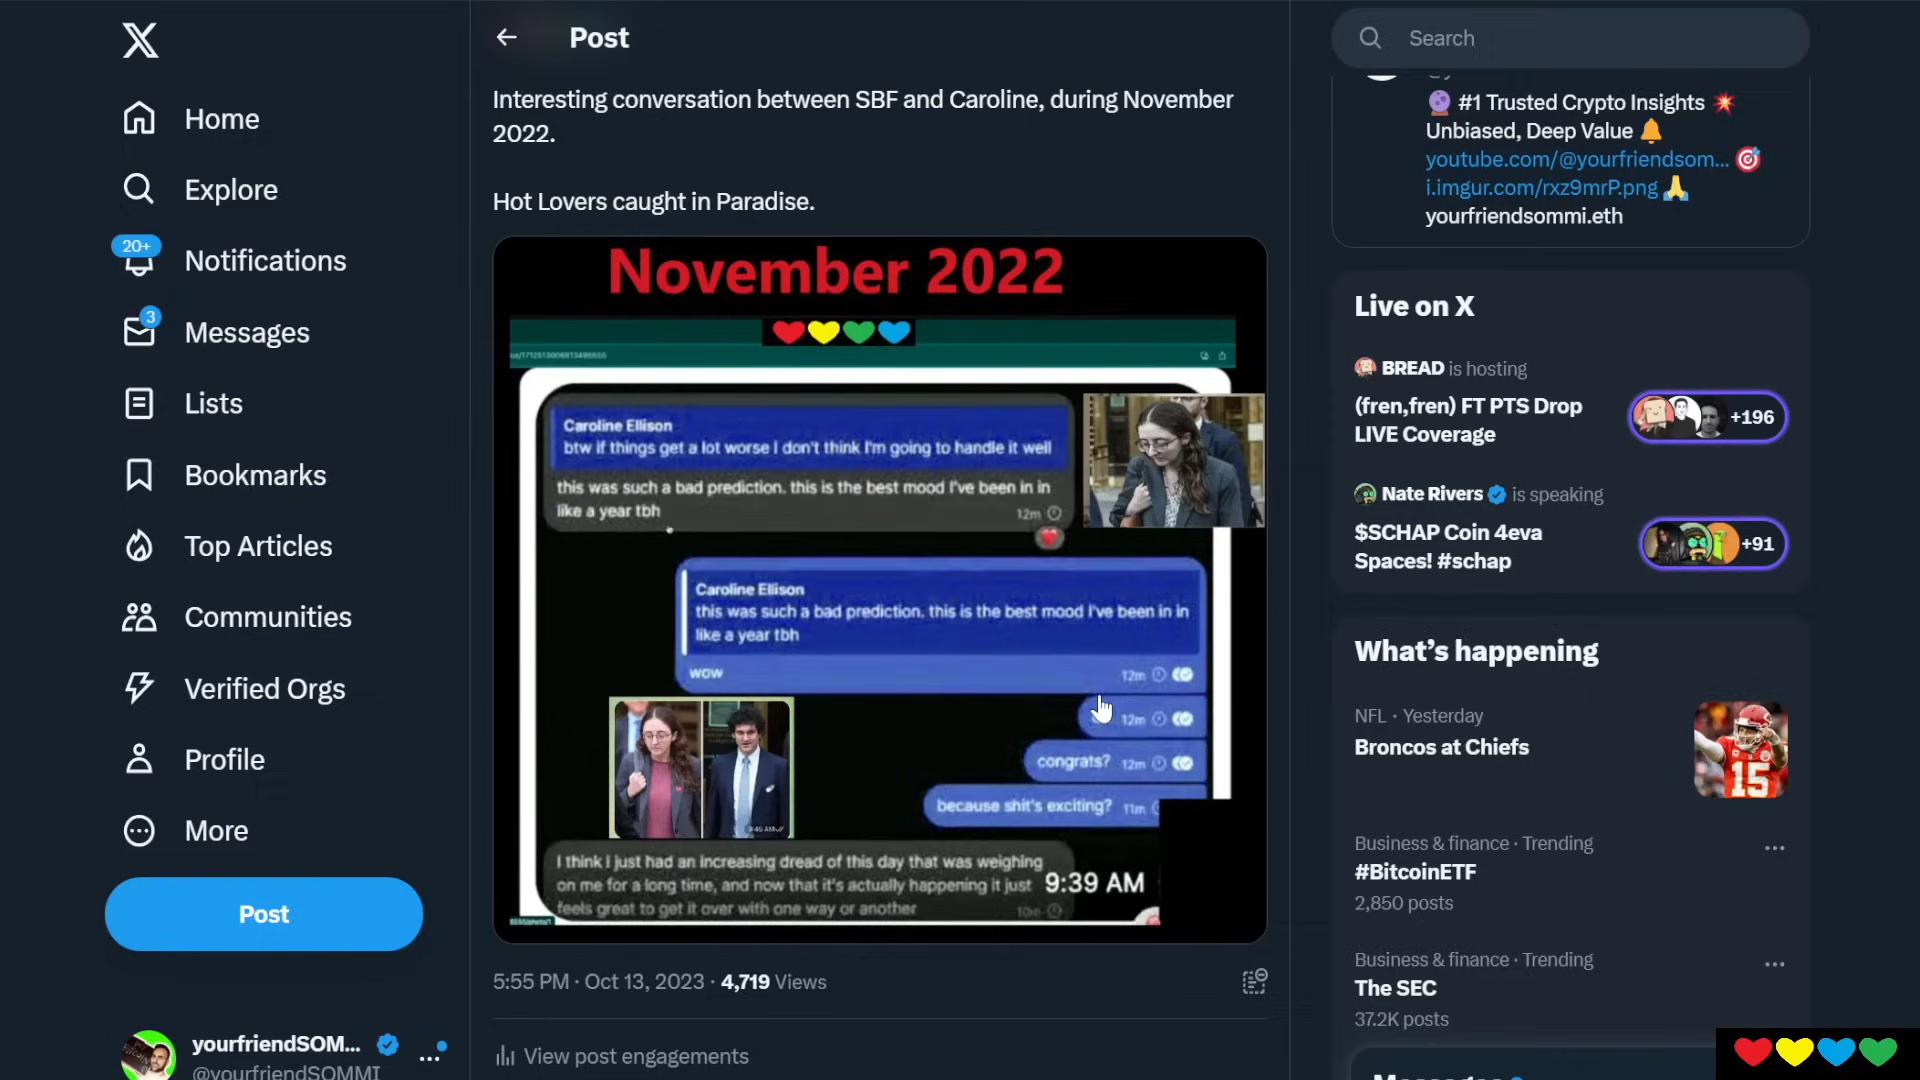 Home
Explore
20+
Notifications
3
Messages
Lists
Bookmarks
Top Articles
Communities
Verified Orgs
Profile
More
Post
yourfriendSOM...
@yourfriendSOMMI
Post
Interesting conversation between SBF and Caroline, during November
2022.
Hot Lovers caught in Paradise.
November 2022
Caroline Ellison
btw if things get a lot worse I don't think I'm going to handle it well
this was such a bad prediction. this is the best mood I've been in in
like a year tbh
12m
Caroline Ellison
this was such a bad prediction. this is the best mood I've been in in
like a year tbh
wow
12m
12m
congrats? 12m
because shit's exciting? 11m
I think I just had an increasing dread of this day that was weighing
on me for a long time, and now that it's actually happening it just
feels great to get it over with one way or another
10m
9:39 AM
5:55 PM · Oct 13, 2023 · 4,719 Views
View post engagements
Search
#1 Trusted Crypto Insights
Unbiased, Deep Value
youtube.com/@yourfriendsom...
i.imgur.com/rxz9mrP.png
yourfriendsommi.eth
Live on X
BREAD is hosting
(fren,fren) FT PTS Drop
LIVE Coverage
+196
Nate Rivers is speaking
$SCHAP Coin 4eva
Spaces! #schap
+91
What's happening
NFL · Yesterday
Broncos at Chiefs
15
Business & finance · Trending
#BitcoinETF
2,850 posts
Business & finance · Trending
The SEC
37.2K posts